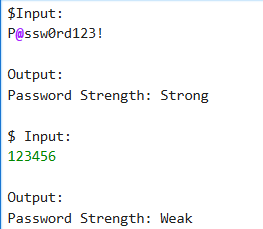 $Input:
P@ssw0rd123!
Output:
Password Strength: Strong
$ Input:
123456
Output:
Password Strength: Weak